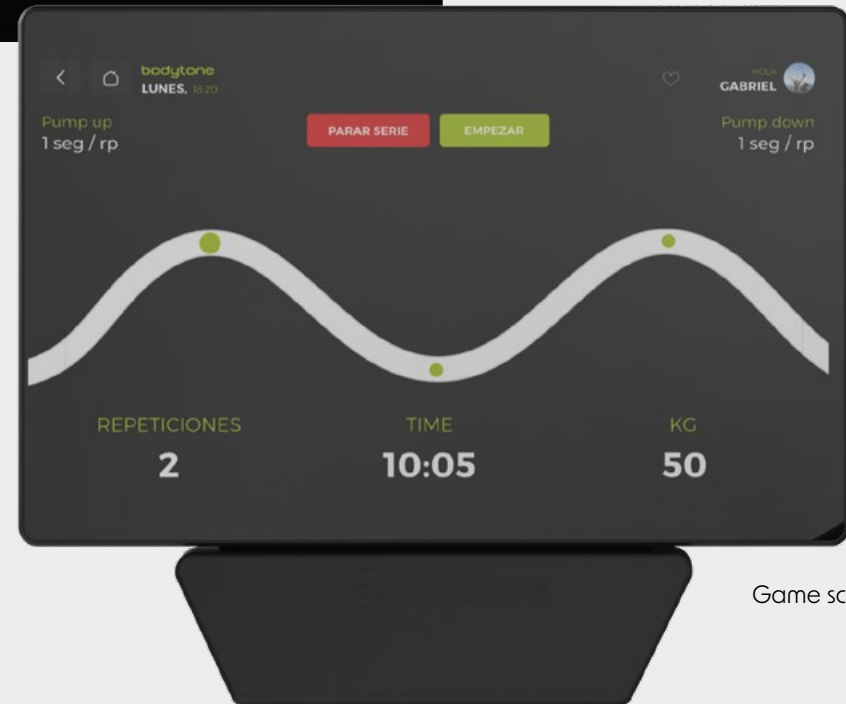 bodytone
LUNES, 18:20
HOLA
GABRIEL
Pump up
1 seg / rp
PARAR SERIE
EMPEZAR
Pump down
1 seg / rp
REPETICIONES
2
TIME
10:05
KG
50
Game sc